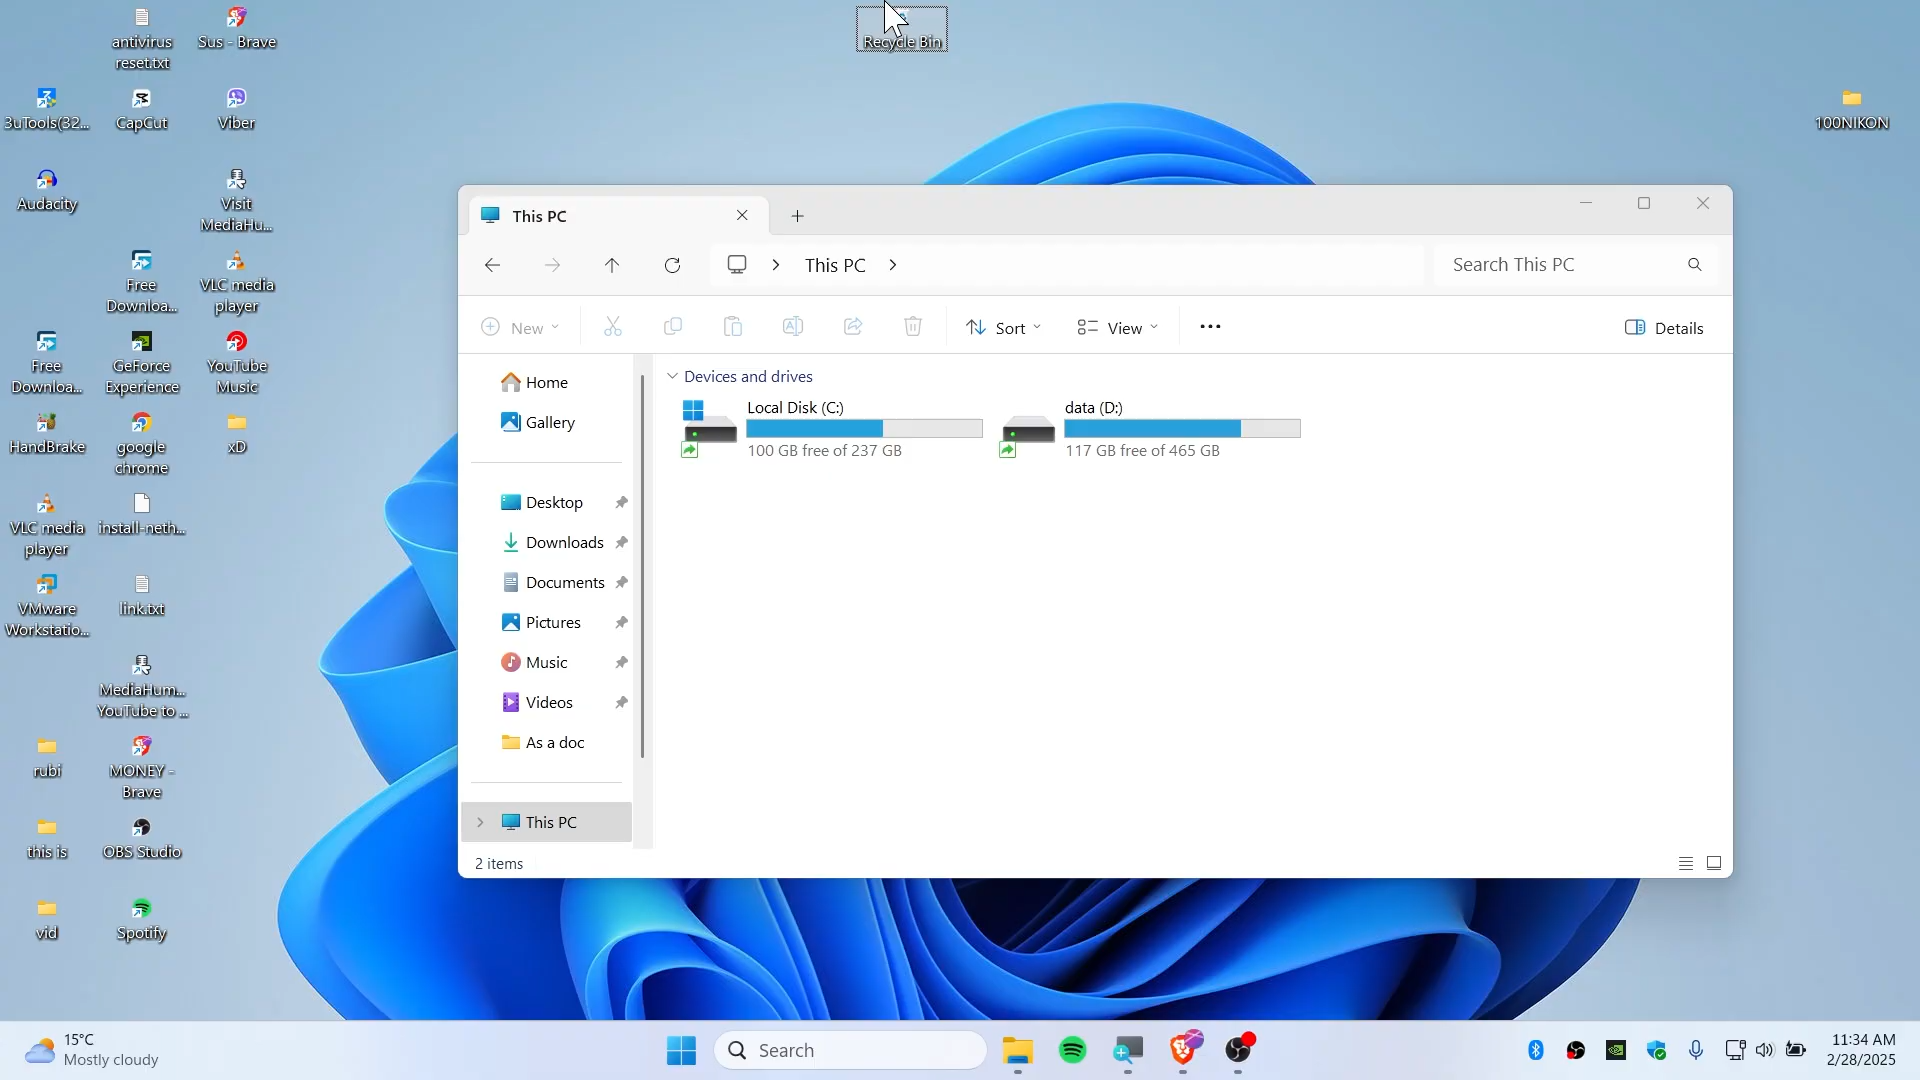 antivirus
reset.txt
Sus - Brave
Recycle Bin
3uTools(32...
CapCut
Viber
100NIKON
Audacity
Visit
MediaHu...
Free
Downloa...
VLC media
player
Free
Downloa...
GeForce
Experience
YouTube
Music
HandBrake
google
chrome
xD
VLC media
player
install-neth...
VMware
Workstatio...
link.txt
MediaHum...
YouTube to ...
rubi
MONEY -
Brave
this is
OBS Studio
vid
Spotify
This PC
This PC
Search This PC
New
Sort
View
Details
Home
Gallery
Desktop
Downloads
Documents
Pictures
Music
Videos
As a doc
This PC
Devices and drives
Local Disk (C:)
100 GB free of 237 GB
data (D:)
117 GB free of 465 GB
2 items
15°C
Mostly cloudy
Search
11:34 AM
2/28/2025